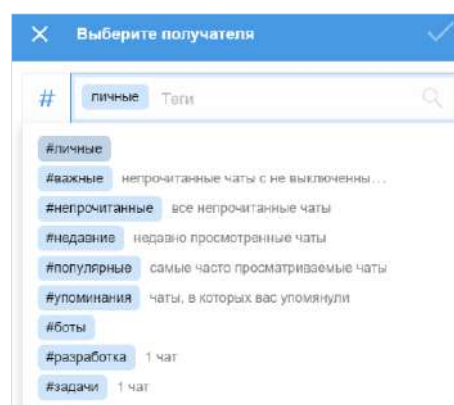 Выберите получателя
# личные Теги
#личные
#важные непрочитанные чаты с не выключенны...
#непрочитанные все непрочитанные чаты
#недавние недавно просмотренные чаты
#популярные самые часто просматриваемые чаты
#упоминания чаты, в которых вас упомянули
#боты
#разработка 1 чат
#задачи 1 чат